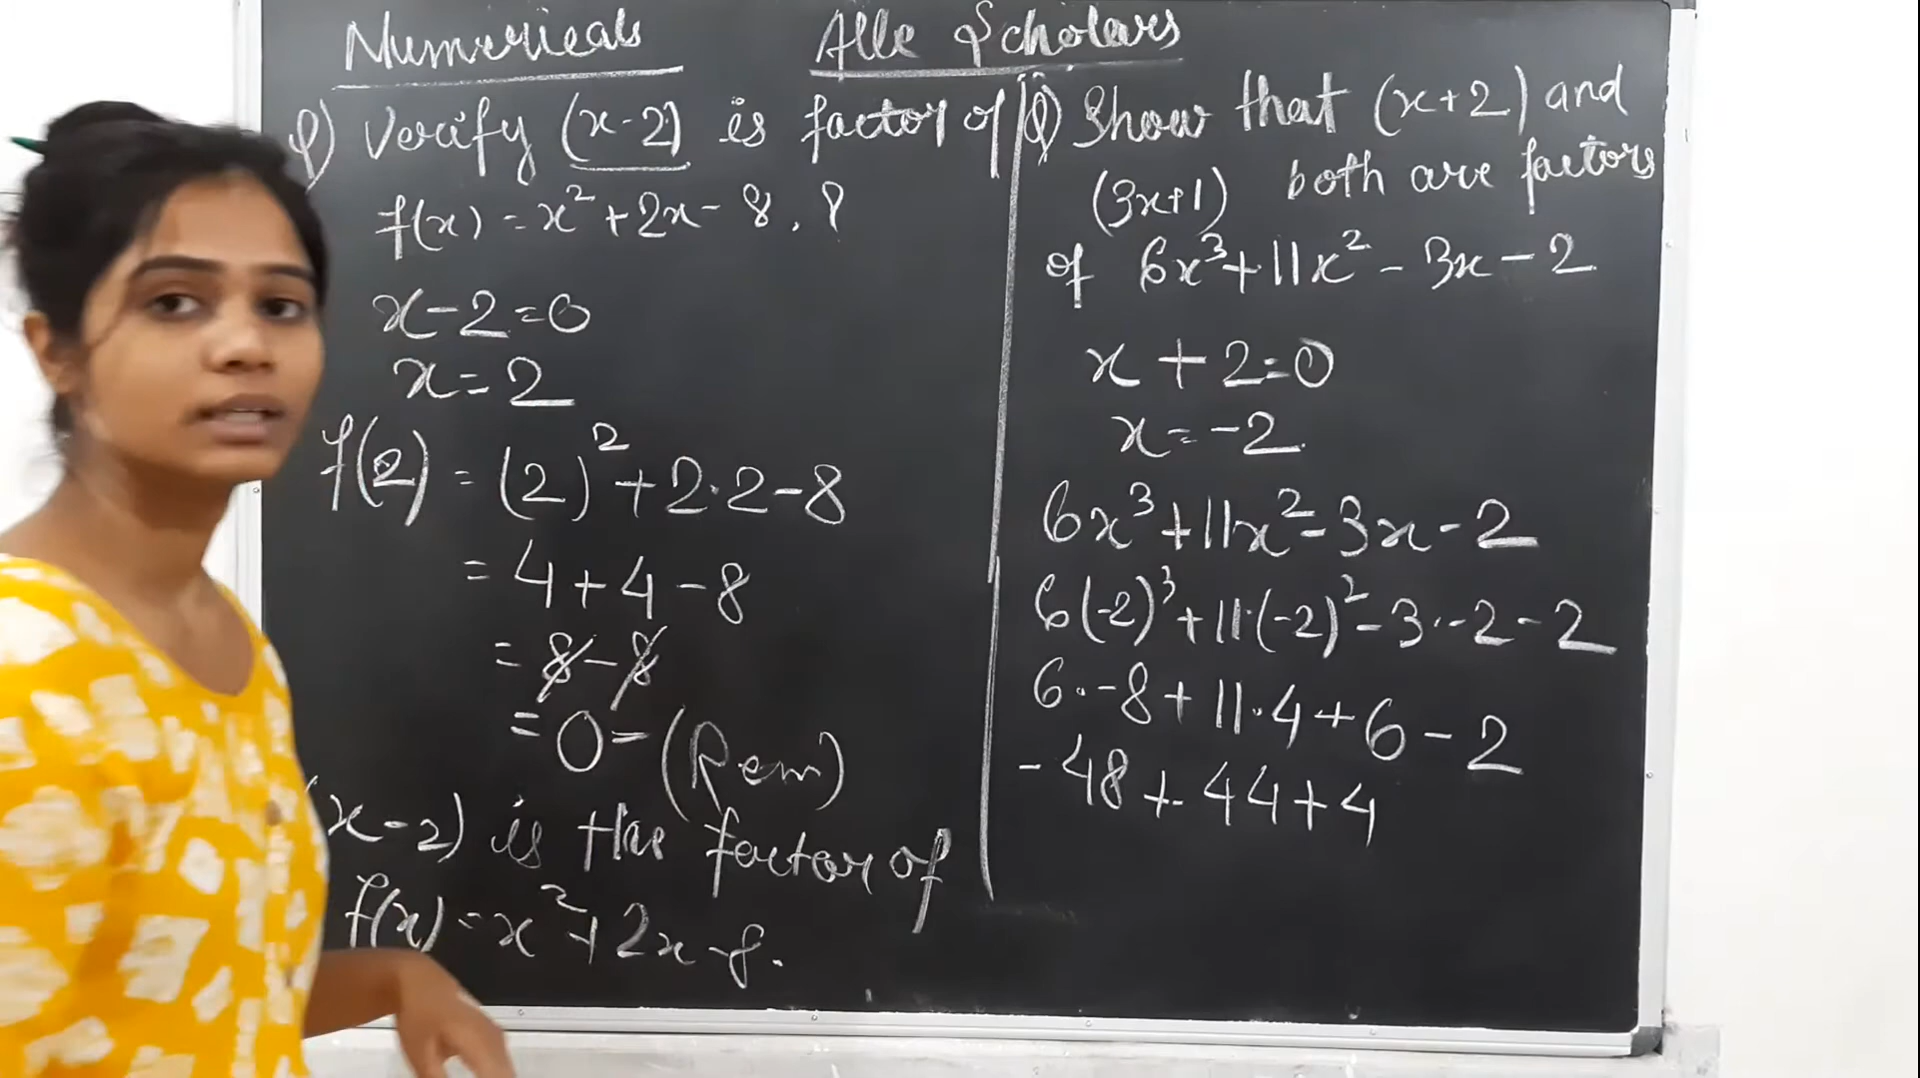 Numericals
Alle Scholars
Q) Verify (x-2) is factor of
f(x) = x²+2x-8. ?
x-2=0
x=2
f(2) = (2)²+2·2-8
= 4+4-8
= 8-8
= 0-(Rem)
(x-2) is the factor of
f(x)=x²+2x-8.
Q) Show that (x+2) and
(3x+1) both are factors
of 6x³+11x²-3x-2
x+2=0
x=-2.
6x³+11x²-3x-2
6(-2)³+11·(-2)²-3·-2-2
6·-8+11·4+6-2
-48+44+4